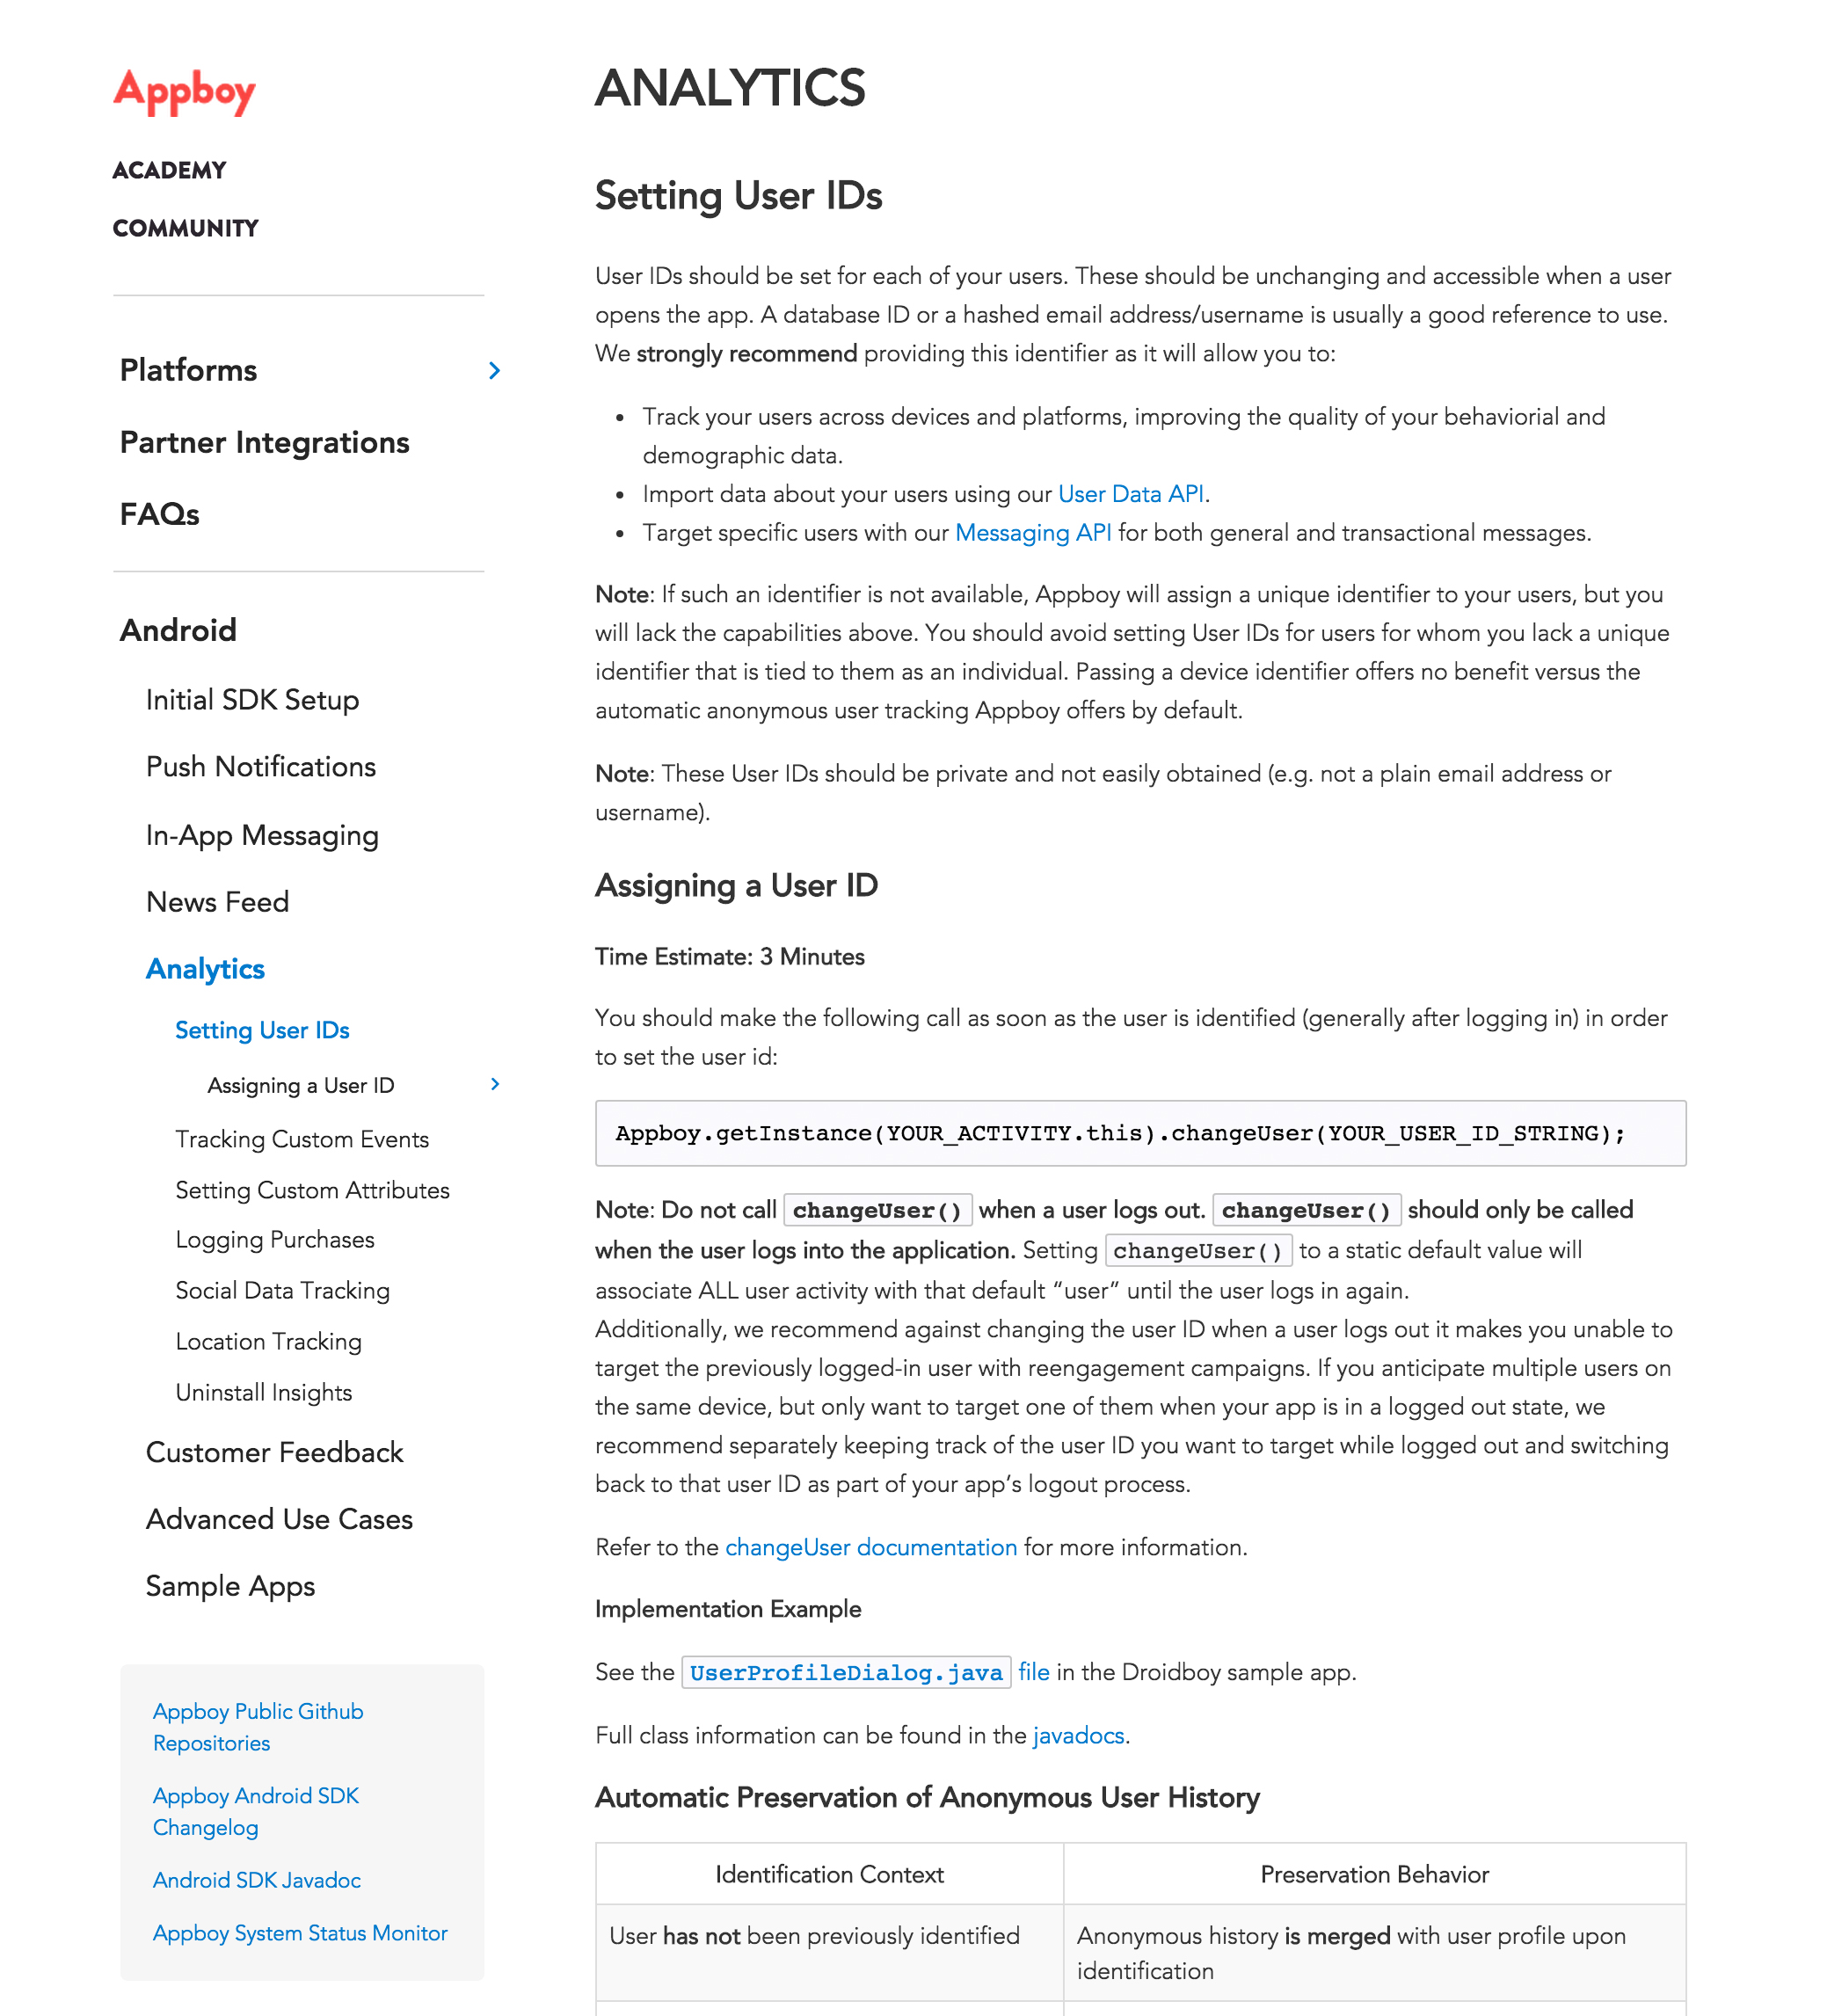 Appboy
ACADEMY
COMMUNITY
Platforms
Partner Integrations
FAQs
Android
Initial SDK Setup
Push Notifications
In-App Messaging
News Feed
Analytics
Setting User IDs
Assigning a User ID
Tracking Custom Events
Setting Custom Attributes
Logging Purchases
Social Data Tracking
Location Tracking
Uninstall Insights
Customer Feedback
Advanced Use Cases
Sample Apps
Appboy Public Github
Repositories
Appboy Android SDK
Changelog
Android SDK Javadoc
Appboy System Status Monitor
ANALYTICS
Setting User IDs
User IDs should be set for each of your users. These should be unchanging and accessible when a user
opens the app. A database ID or a hashed email address/username is usually a good reference to use.
We strongly recommend providing this identifier as it will allow you to:
• Track your users across devices and platforms, improving the quality of your behaviorial and
demographic data.
• Import data about your users using our User Data API.
• Target specific users with our Messaging API for both general and transactional messages.
Note: If such an identifier is not available, Appboy will assign a unique identifier to your users, but you
will lack the capabilities above. You should avoid setting User IDs for users for whom you lack a unique
identifier that is tied to them as an individual. Passing a device identifier offers no benefit versus the
automatic anonymous user tracking Appboy offers by default.
Note: These User IDs should be private and not easily obtained (e.g. not a plain email address or
username).
Assigning a User ID
Time Estimate: 3 Minutes
You should make the following call as soon as the user is identified (generally after logging in) in order
to set the user id:
Appboy.getInstance(YOUR_ACTIVITY.this).changeUser(YOUR_USER_ID_STRING);
Note: Do not call changeUser() when a user logs out. changeUser() should only be called
when the user logs into the application. Setting changeUser() to a static default value will
associate ALL user activity with that default “user” until the user logs in again.
Additionally, we recommend against changing the user ID when a user logs out it makes you unable to
target the previously logged-in user with reengagement campaigns. If you anticipate multiple users on
the same device, but only want to target one of them when your app is in a logged out state, we
recommend separately keeping track of the user ID you want to target while logged out and switching
back to that user ID as part of your app’s logout process.
Refer to the changeUser documentation for more information.
Implementation Example
See the UserProfileDialog.java file in the Droidboy sample app.
Full class information can be found in the javadocs.
Automatic Preservation of Anonymous User History
Identification Context
Preservation Behavior
User has not been previously identified
Anonymous history is merged with user profile upon
identification